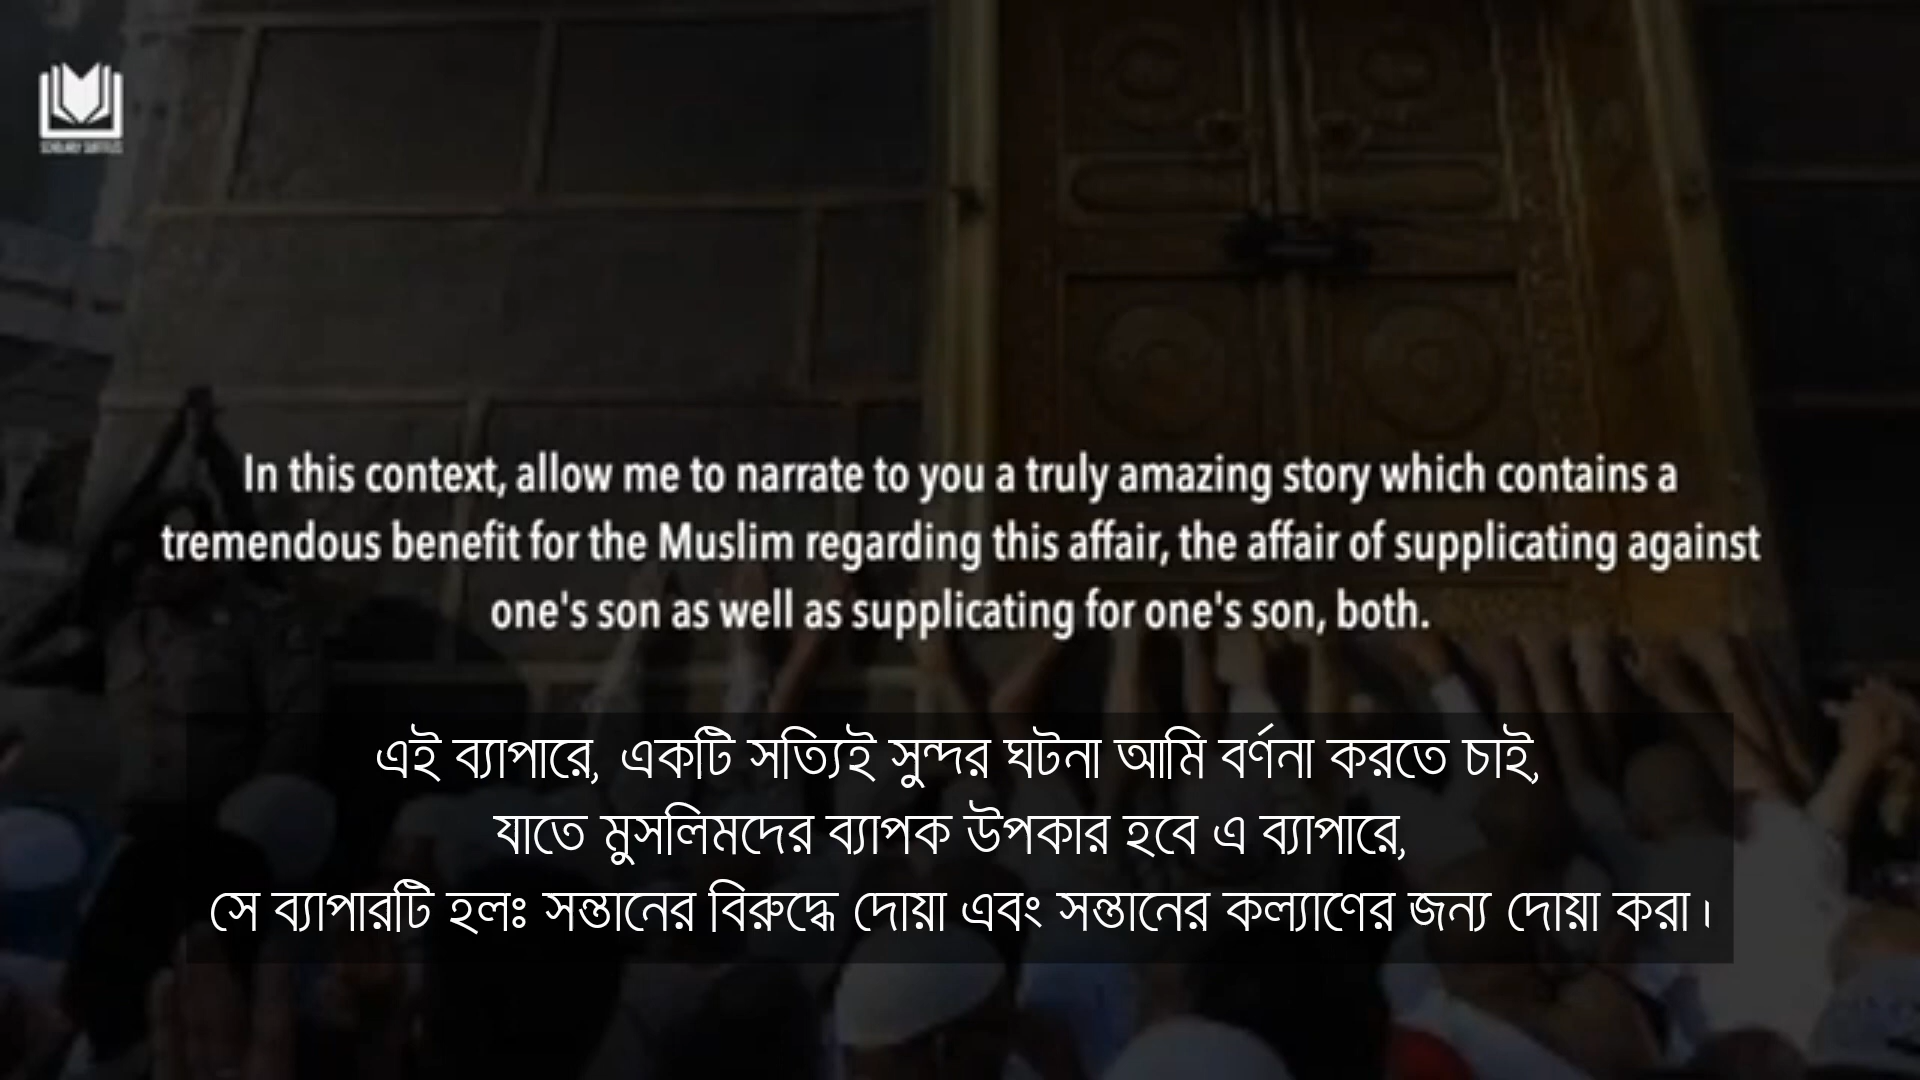 In this context, allow me to narrate to you a truly amazing story which contains a
tremendous benefit for the Muslim regarding this affair, the affair of supplicating against
one's son as well as supplicating for one's son, both.
এই ব্যাপারে, একটি সত্যিই সুন্দর ঘটনা আমি বর্ণনা করতে চাই,
যাতে মুসলিমদের ব্যাপক উপকার হবে এ ব্যাপারে,
সে ব্যাপারটি হলঃ সন্তানের বিরুদ্ধে দোয়া এবং সন্তানের কল্যাণের জন্য দোয়া করা।